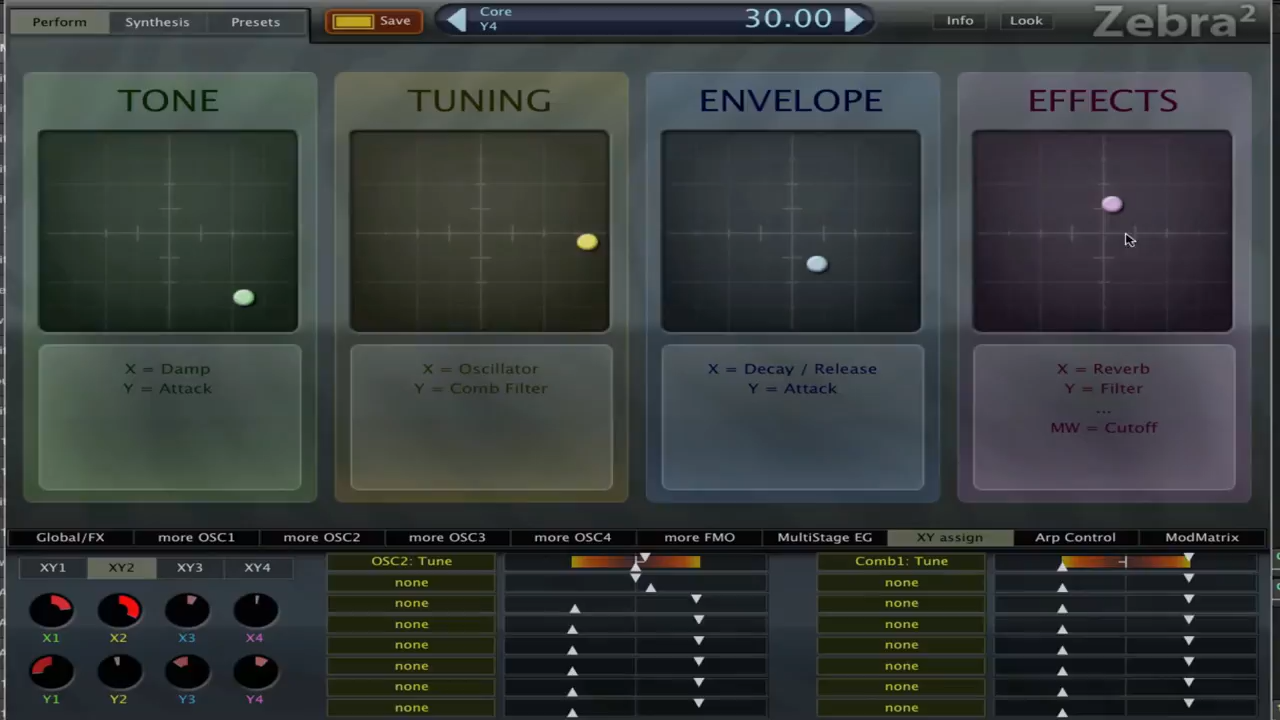 Perform
Synthesis
Presets
Save
Core
Y4
30.00
Info
Look
Zebra²
TONE
TUNING
ENVELOPE
EFFECTS
X = Damp
Y = Attack
X = Oscillator
Y = Comb Filter
X = Decay / Release
Y = Attack
X = Reverb
Y = Filter
...
MW = Cutoff
Global/FX
more OSC1
more OSC2
more OSC3
more OSC4
more FMO
MultiStage EG
XY assign
Arp Control
ModMatrix
XY1
XY2
XY3
XY4
X1
X2
X3
X4
Y1
Y2
Y3
Y4
OSC2: Tune
none
none
none
none
none
none
none
Comb1: Tune
none
none
none
none
none
none
none